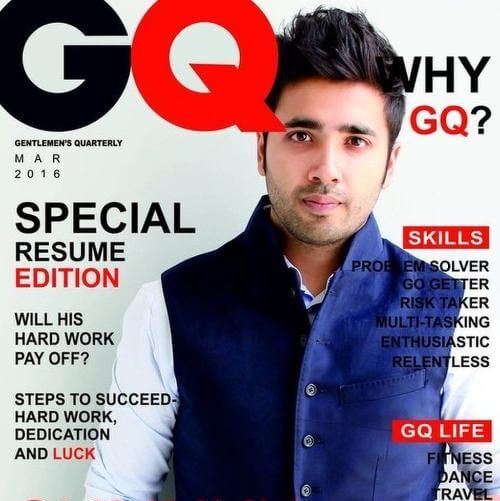 GQ
GENTLEMEN'S QUARTERLY
MAR
2016
WHY
GQ?
SPECIAL
RESUME
EDITION
WILL HIS
HARD WORK
PAY OFF?
STEPS TO SUCCEED-
HARD WORK,
DEDICATION
AND LUCK
SKILLS
PROBLEM SOLVER
GO GETTER
RISK TAKER
MULTI-TASKING
ENTHUSIASTIC
RELENTLESS
GQ LIFE
FITNESS
DANCE
TRAVEL